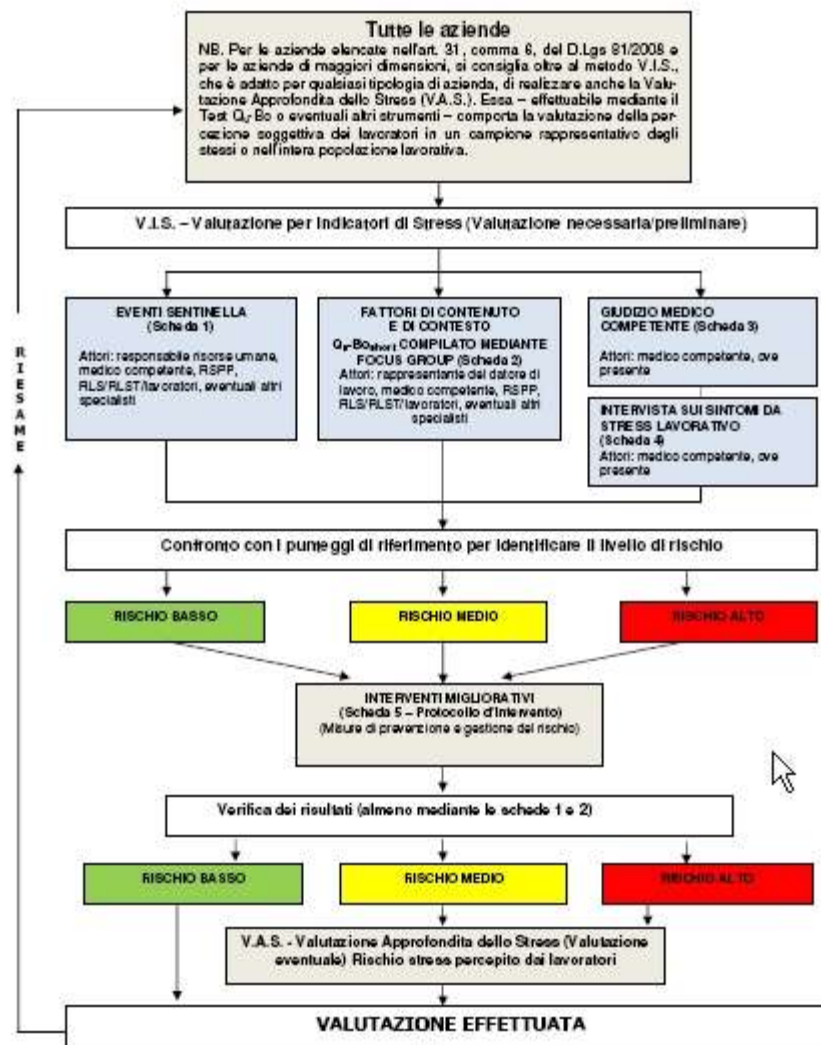 Tutte le aziende
NB. Per le aziende elencate nell'art. 31, comma 6, del D.Lgs 81/2008 e
per le aziende di maggiori dimensioni, si consiglia oltre al metodo V.I.S.,
che è adatto per qualsiasi tipologia di azienda, di realizzare anche la Valu-
tazione Approfondita dello Stress (V.A.S.). Essa – effettuabile mediante il
Test Qs-Bo o eventuali altri strumenti – comporta la valutazione della per-
cezione soggettiva dei lavoratori in un campione rappresentativo degli
stessi o nell'intera popolazione lavorativa.
V.I.S. – Valutazione per Indicatori di Stress (Valutazione necessaria/preliminare)
EVENTI SENTINELLA
(Scheda 1)
Attori: responsabile risorse umane,
medico competente, RSPP,
RLS/RLST/lavoratori, eventuali altri
specialisti
FATTORI DI CONTENUTO
E DI CONTESTO
Qs-Boshort COMPILATO MEDIANTE
FOCUS GROUP (Scheda 2)
Attori: rappresentante del datore di
lavoro, medico competente, RSPP,
RLS/RLST/lavoratori, eventuali altri
specialisti
GIUDIZIO MEDICO
COMPETENTE (Scheda 3)
Attori: medico competente, ove
presente
INTERVISTA SUI SINTOMI DA
STRESS LAVORATIVO
(Scheda 4)
Attori: medico competente, ove
presente
RIESAME
Confronto con i punteggi di riferimento per identificare il livello di rischio
RISCHIO BASSO
RISCHIO MEDIO
RISCHIO ALTO
INTERVENTI MIGLIORATIVI
(Scheda 5 – Protocollo d'Intervento)
(Misure di prevenzione e gestione del rischio)
Verifica dei risultati (almeno mediante le schede 1 e 2)
RISCHIO BASSO
RISCHIO MEDIO
RISCHIO ALTO
V.A.S. - Valutazione Approfondita dello Stress (Valutazione
eventuale) Rischio stress percepito dai lavoratori
VALUTAZIONE EFFETTUATA